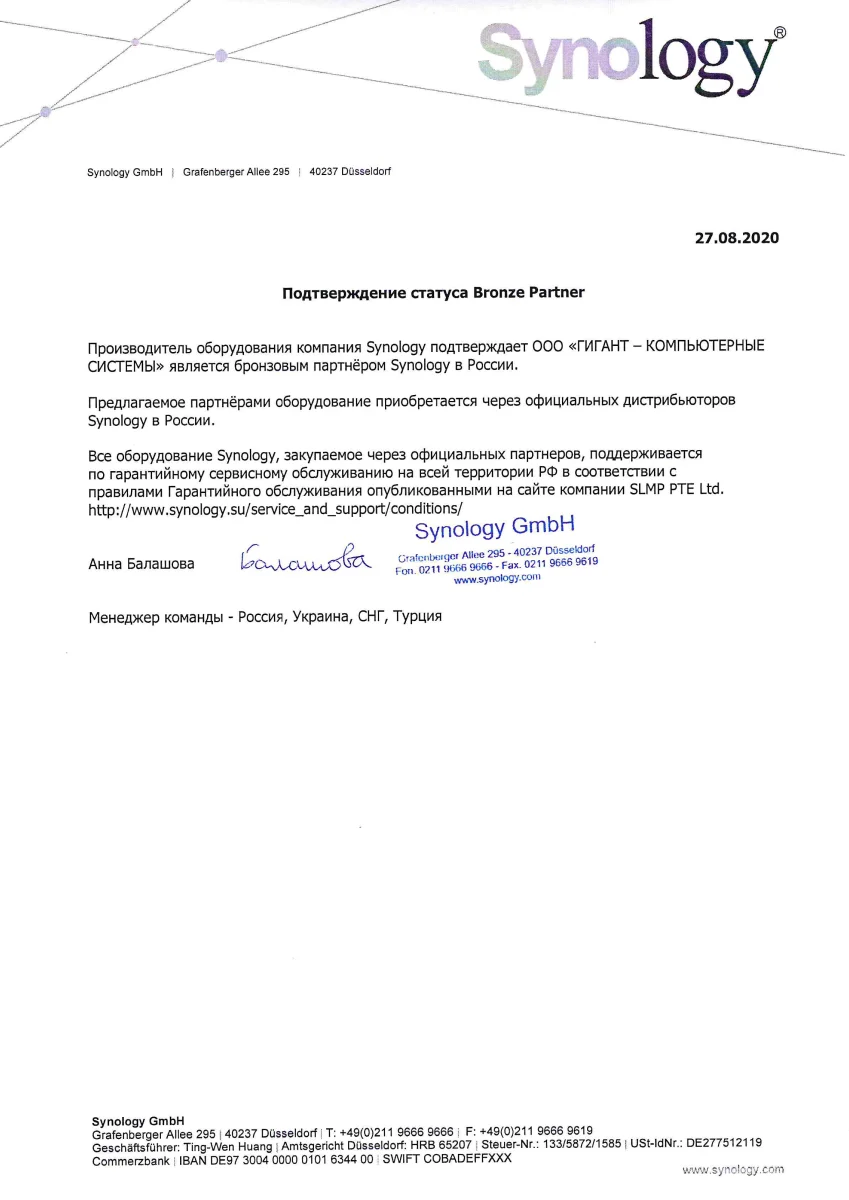 Synology®
Synology GmbH | Grafenberger Allee 295 | 40237 Düsseldorf
27.08.2020
Подтверждение статуса Bronze Partner
Производитель оборудования компания Synology подтверждает ООО «ГИГАНТ – КОМПЬЮТЕРНЫЕ
СИСТЕМЫ» является бронзовым партнёром Synology в России.
Предлагаемое партнёрами оборудование приобретается через официальных дистрибьюторов
Synology в России.
Все оборудование Synology, закупаемое через официальных партнеров, поддерживается
по гарантийному сервисному обслуживанию на всей территории РФ в соответствии с
правилами Гарантийного обслуживания опубликованными на сайте компании SLMP PTE Ltd.
http://www.synology.su/service_and_support/conditions/
Synology GmbH
Grafenberger Allee 295 - 40237 Düsseldorf
Fon. 0211 9666 9666 - Fax. 0211 9666 9619
www.synology.com
Анна Балашова Балашова
Менеджер команды - Россия, Украина, СНГ, Турция
Synology GmbH
Grafenberger Allee 295 | 40237 Düsseldorf | T: +49(0)211 9666 9666 | F: +49(0)211 9666 9619
Geschäftsführer: Ting-Wen Huang | Amtsgericht Düsseldorf: HRB 65207 | Steuer-Nr.: 133/5872/1585 | USt-IdNr.: DE277512119
Commerzbank | IBAN DE97 3004 0000 0101 6344 00 | SWIFT COBADEFFXXX
www.synology.com